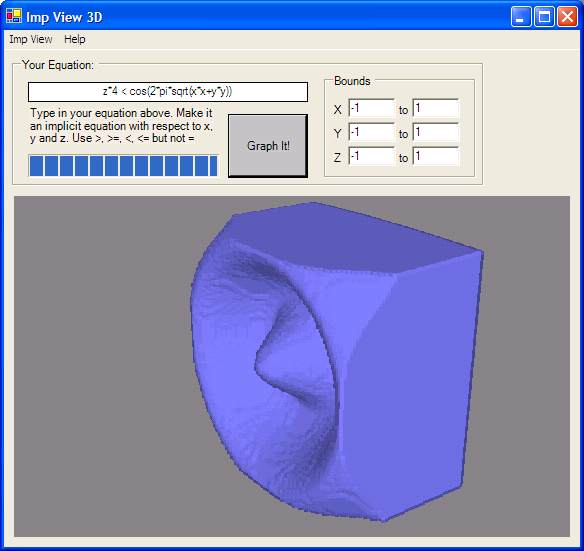 Imp View 3D
Imp View Help
Your Equation:
z*4 < cos(2*pi*sqrt(x*x+y*y))
Type in your equation above. Make it
an implicit equation with respect to x,
y and z. Use >, >=, <, <= but not =
Graph It!
Bounds
X -1 to 1
Y -1 to 1
Z -1 to 1